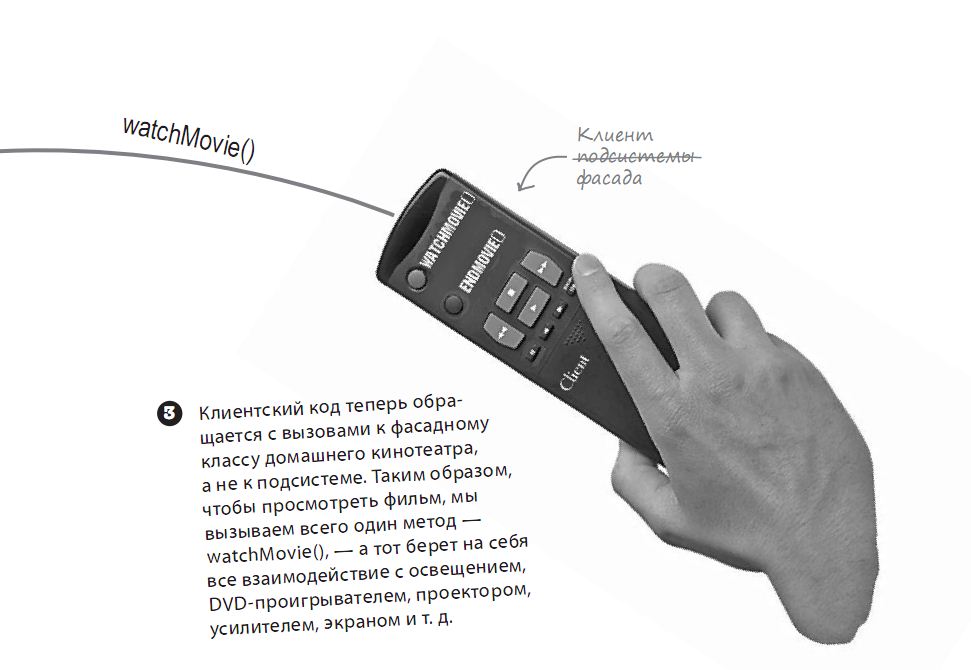 watchMovie()
Клиент
подсистемы
фасада
WATCHMOVIE()
ENDMOVIE()
Client
3
Клиентский код теперь обра-
щается с вызовами к фасадному
классу домашнего кинотеатра,
а не к подсистеме. Таким образом,
чтобы просмотреть фильм, мы
вызываем всего один метод —
watchMovie(), — а тот берет на себя
все взаимодействие с освещением,
DVD-проигрывателем, проектором,
усилителем, экраном и т. д.